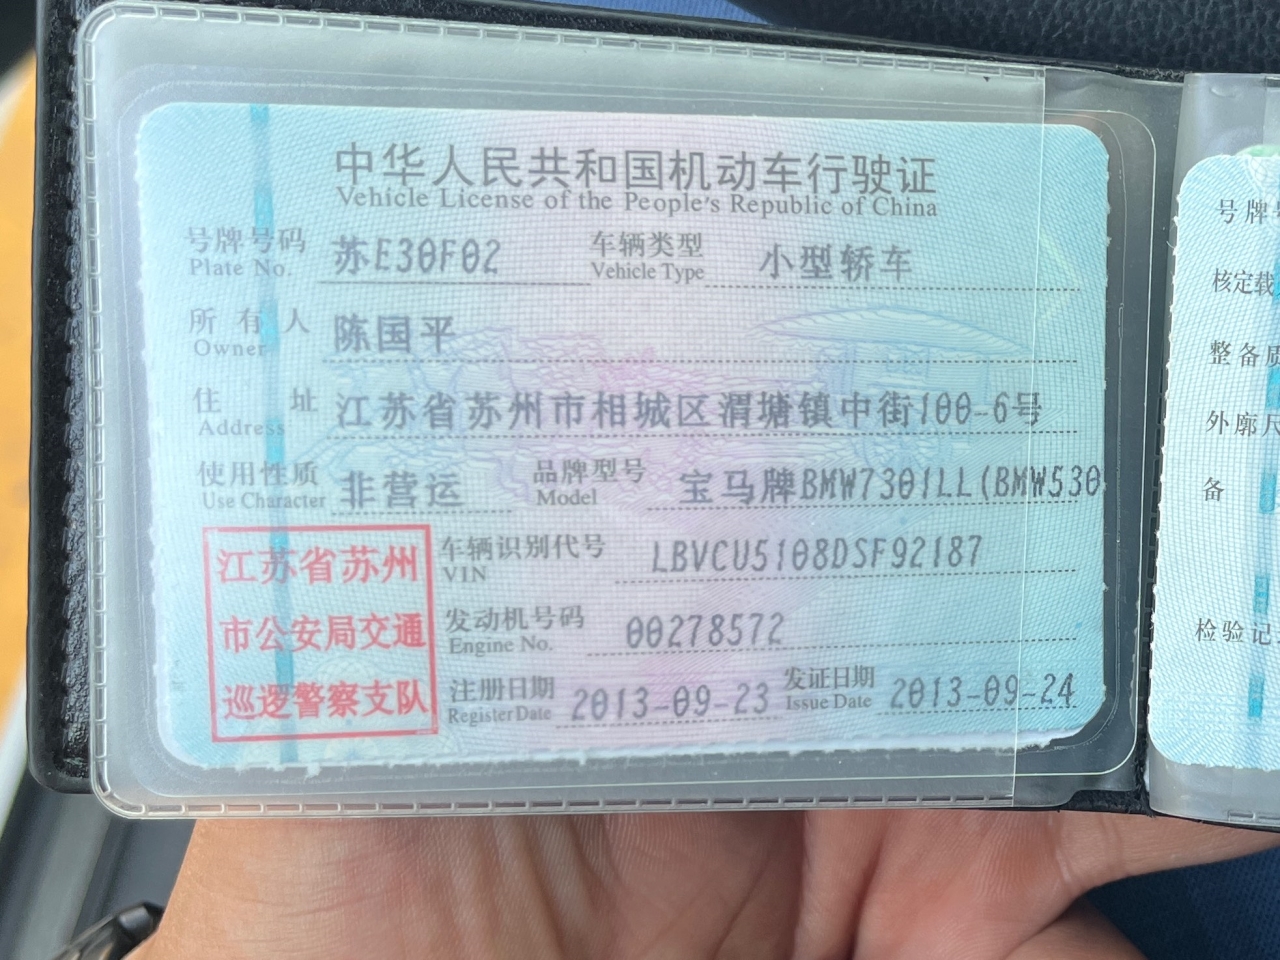 中华人民共和国机动车行驶证
Vehicle License of the People's Republic of China
号牌号码 苏E30F02 车辆类型 小型轿车
Plate No. Vehicle Type
所有人 陈国平
Owner
住址 江苏省苏州市相城区渭塘镇中街100-6号
Address
使用性质 非营运 品牌型号 宝马牌BMW7301LL(BMW530
Use Character Model
江苏省苏州
市公安局交通
巡逻警察支队
车辆识别代号 LBVCU5108DSF92187
VIN
发动机号码 00278572
Engine No.
注册日期 2013-09-23 发证日期 2013-09-24
Register Date Issue Date
号牌
核定载
整备质
外廓尺
备
检验记